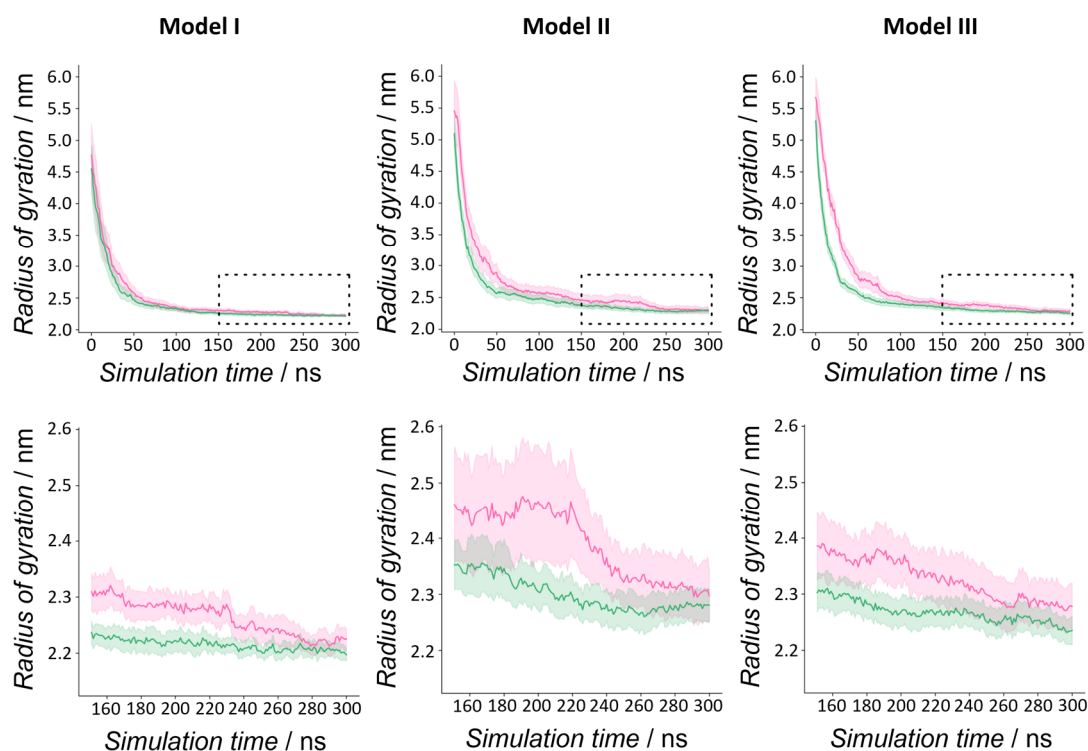 Model I
Model II
Model III
Radius of gyration / nm
6.0
5.5
5.0
4.5
4.0
3.5
3.0
2.5
2.0
0 50 100 150 200 250 300
Simulation time / ns
Radius of gyration / nm
6.0
5.5
5.0
4.5
4.0
3.5
3.0
2.5
2.0
0 50 100 150 200 250 300
Simulation time / ns
Radius of gyration / nm
6.0
5.5
5.0
4.5
4.0
3.5
3.0
2.5
2.0
0 50 100 150 200 250 300
Simulation time / ns
Radius of gyration / nm
2.6
2.5
2.4
2.3
2.2
160 180 200 220 240 260 280 300
Simulation time / ns
Radius of gyration / nm
2.6
2.5
2.4
2.3
2.2
160 180 200 220 240 260 280 300
Simulation time / ns
Radius of gyration / nm
2.6
2.5
2.4
2.3
2.2
160 180 200 220 240 260 280 300
Simulation time / ns